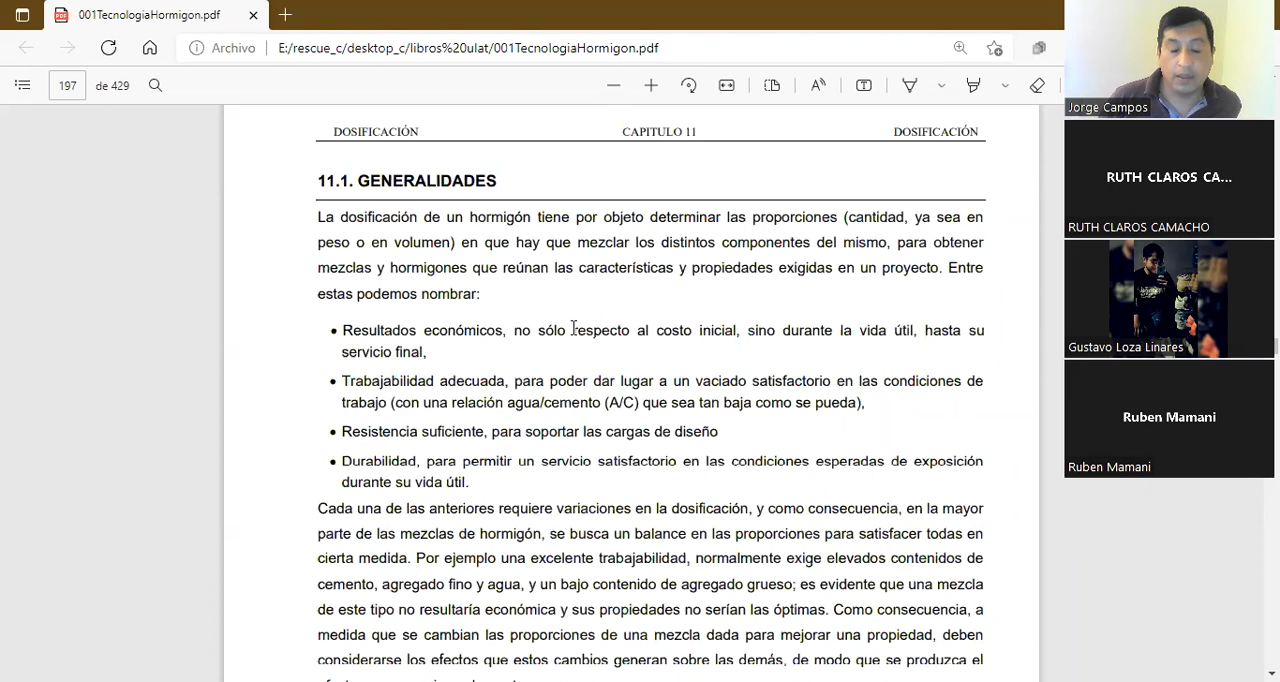 001TecnologiaHormigon.pdf
Archivo E:/rescue_c/desktop_c/libros%20ulat/001TecnologiaHormigon.pdf
197 de 429
DOSIFICACIÓN CAPITULO 11 DOSIFICACIÓN
11.1. GENERALIDADES
La dosificación de un hormigón tiene por objeto determinar las proporciones (cantidad, ya sea en
peso o en volumen) en que hay que mezclar los distintos componentes del mismo, para obtener
mezclas y hormigones que reúnan las características y propiedades exigidas en un proyecto. Entre
estas podemos nombrar:
• Resultados económicos, no sólo respecto al costo inicial, sino durante la vida útil, hasta su
servicio final,
• Trabajabilidad adecuada, para poder dar lugar a un vaciado satisfactorio en las condiciones de
trabajo (con una relación agua/cemento (A/C) que sea tan baja como se pueda),
• Resistencia suficiente, para soportar las cargas de diseño
• Durabilidad, para permitir un servicio satisfactorio en las condiciones esperadas de exposición
durante su vida útil.
Cada una de las anteriores requiere variaciones en la dosificación, y como consecuencia, en la mayor
parte de las mezclas de hormigón, se busca un balance en las proporciones para satisfacer todas en
cierta medida. Por ejemplo una excelente trabajabilidad, normalmente exige elevados contenidos de
cemento, agregado fino y agua, y un bajo contenido de agregado grueso; es evidente que una mezcla
de este tipo no resultaría económica y sus propiedades no serían las óptimas. Como consecuencia, a
medida que se cambian las proporciones de una mezcla dada para mejorar una propiedad, deben
considerarse los efectos que estos cambios generan sobre las demás, de modo que se produzca el
Jorge Campos
RUTH CLAROS CA...
RUTH CLAROS CAMACHO
Gustavo Loza Linares
Ruben Mamani
Ruben Mamani